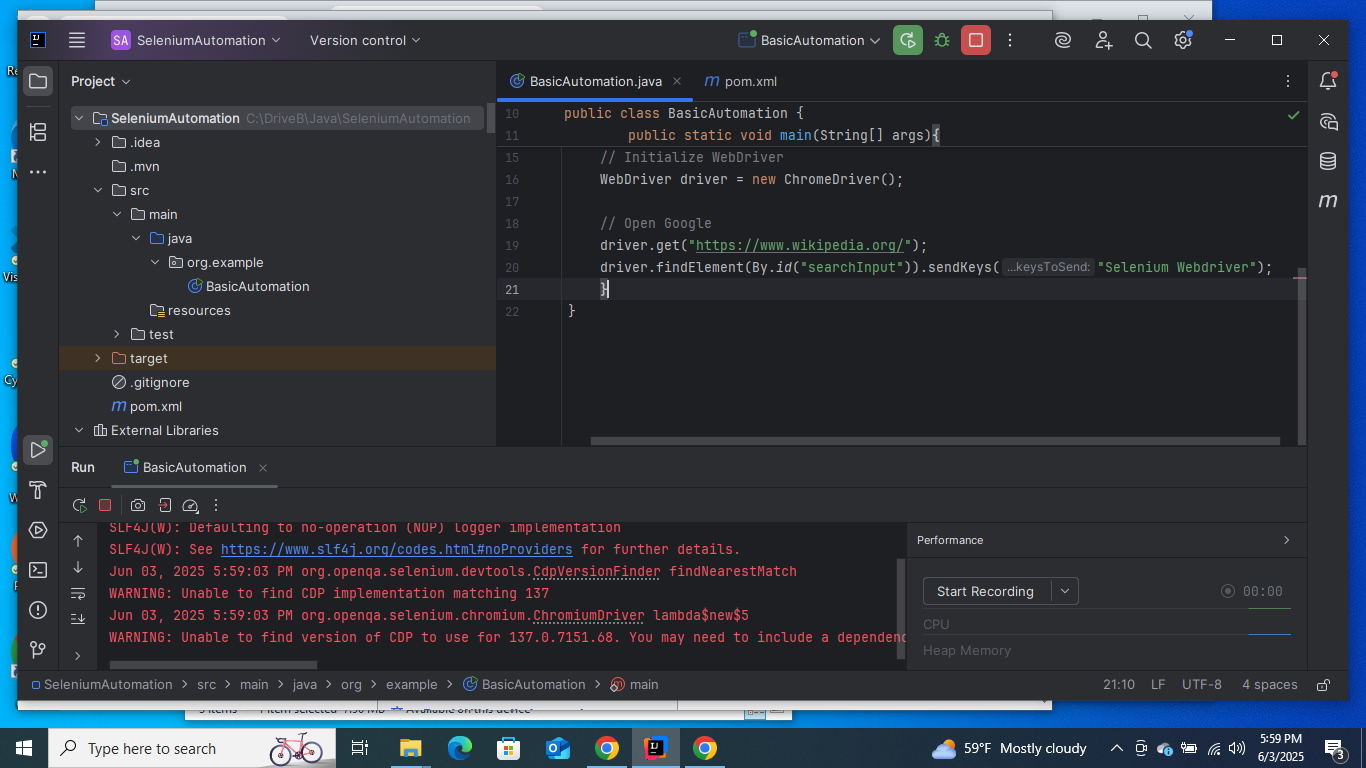 SA SeleniumAutomation Version control BasicAutomation
Project
BasicAutomation.java pom.xml
SeleniumAutomation C:\DriveB\Java\SeleniumAutomation
.idea
.mvn
src
main
java
org.example
BasicAutomation
resources
test
target
.gitignore
pom.xml
External Libraries
10 public class BasicAutomation {
11 public static void main(String[] args){
15 // Initialize WebDriver
16 WebDriver driver = new ChromeDriver();
17
18 // Open Google
19 driver.get("https://www.wikipedia.org/");
20 driver.findElement(By.id("searchInput")).sendKeys( ...keysToSend: "Selenium Webdriver");
21 }
22 }
Run BasicAutomation
SLF4J(W): Defaulting to no-operation (NOP) logger implementation
SLF4J(W): See https://www.slf4j.org/codes.html#noProviders for further details.
Jun 03, 2025 5:59:03 PM org.openqa.selenium.devtools.CdpVersionFinder findNearestMatch
WARNING: Unable to find CDP implementation matching 137
Jun 03, 2025 5:59:03 PM org.openqa.selenium.chromium.ChromiumDriver lambda$new$5
WARNING: Unable to find version of CDP to use for 137.0.7151.68. You may need to include a dependenc
Performance
Start Recording 00:00
CPU
Heap Memory
SeleniumAutomation > src > main > java > org > example > BasicAutomation > main 21:10 LF UTF-8 4 spaces
5 items 1 item selected Available on this device
Type here to search
59°F Mostly cloudy
5:59 PM
6/3/2025
3